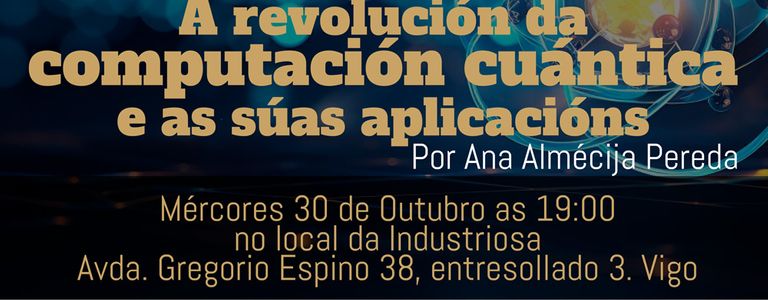 A revolución da
computación cuántica
e as súas aplicacións
Por Ana Almécija Pereda
Mércores 30 de Outubro as 19:00
no local da Industriosa
Avda. Gregorio Espino 38, entresollado 3. Vigo